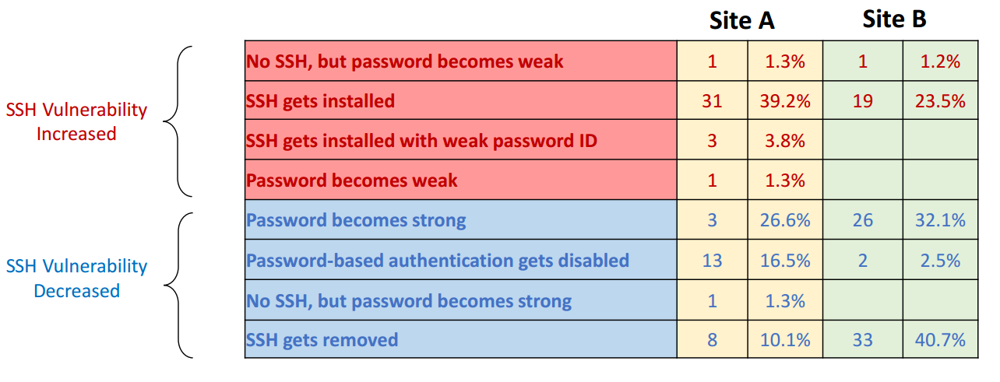 Site A Site B
No SSH, but password becomes weak 1 1.3% 1 1.2%
SSH gets installed 31 39.2% 19 23.5%
SSH Vulnerability
Increased
SSH gets installed with weak password ID 3 3.8%
Password becomes weak 1 1.3%
Password becomes strong 3 26.6% 26 32.1%
Password-based authentication gets disabled 13 16.5% 2 2.5%
SSH Vulnerability
Decreased
No SSH, but password becomes strong 1 1.3%
SSH gets removed 8 10.1% 33 40.7%